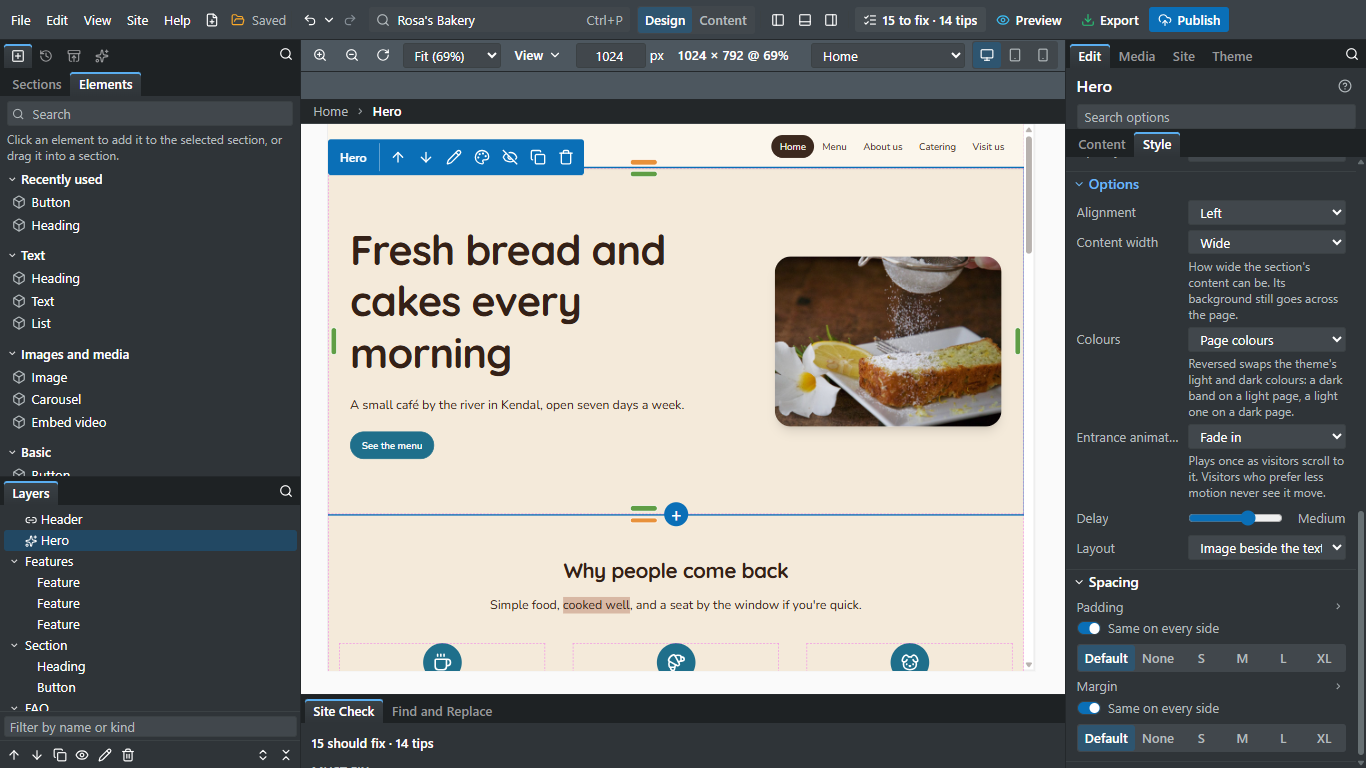 File Edit View Site Help Saved Rosa's Bakery Ctrl+P Design Content 15 to fix · 14 tips Preview Export Publish
Fit (69%) View 1024 px 1024 × 792 @ 69% Home
Home > Hero
Sections Elements
Search
Click an element to add it to the selected section, or
drag it into a section.
Recently used
Button
Heading
Text
Heading
Text
List
Images and media
Image
Carousel
Embed video
Basic
Button
Layers
Header
Hero
Features
Feature
Feature
Feature
Section
Heading
Button
FAQ
Filter by name or kind
Hero
Home Menu About us Catering Visit us
Fresh bread and
cakes every
morning
A small café by the river in Kendal, open seven days a week.
See the menu
Why people come back
Simple food, cooked well, and a seat by the window if you're quick.
Site Check Find and Replace
15 should fix · 14 tips
Edit Media Site Theme
Hero
Search options
Content Style
Options
Alignment Left
Content width Wide
How wide the section's
content can be. Its
background still goes across
the page.
Colours Page colours
Reversed swaps the theme's
light and dark colours: a dark
band on a light page, a light
one on a dark page.
Entrance animat... Fade in
Plays once as visitors scroll to
it. Visitors who prefer less
motion never see it move.
Delay Medium
Layout Image beside the text
Spacing
Padding
Same on every side
Default None S M L XL
Margin
Same on every side
Default None S M L XL